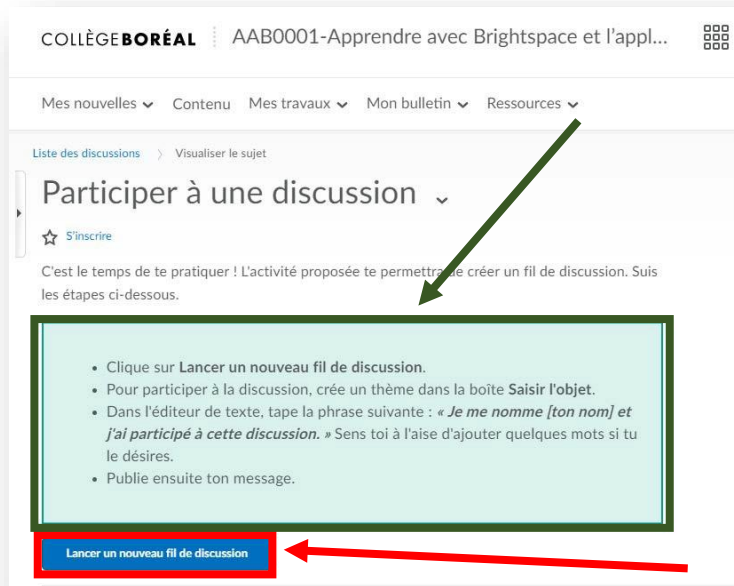 COLLÈGEBORÉAL AAB0001-Apprendre avec Brightspace et l'appl...
Mes nouvelles Contenu Mes travaux Mon bulletin Ressources
Liste des discussions > Visualiser le sujet
Participer à une discussion
S'inscrire
C'est le temps de te pratiquer ! L'activité proposée te permettra de créer un fil de discussion. Suis
les étapes ci-dessous.
• Clique sur Lancer un nouveau fil de discussion.
• Pour participer à la discussion, crée un thème dans la boîte Saisir l'objet.
• Dans l'éditeur de texte, tape la phrase suivante : « Je me nomme [ton nom] et
j'ai participé à cette discussion. » Sens toi à l'aise d'ajouter quelques mots si tu
le désires.
• Publie ensuite ton message.
Lancer un nouveau fil de discussion